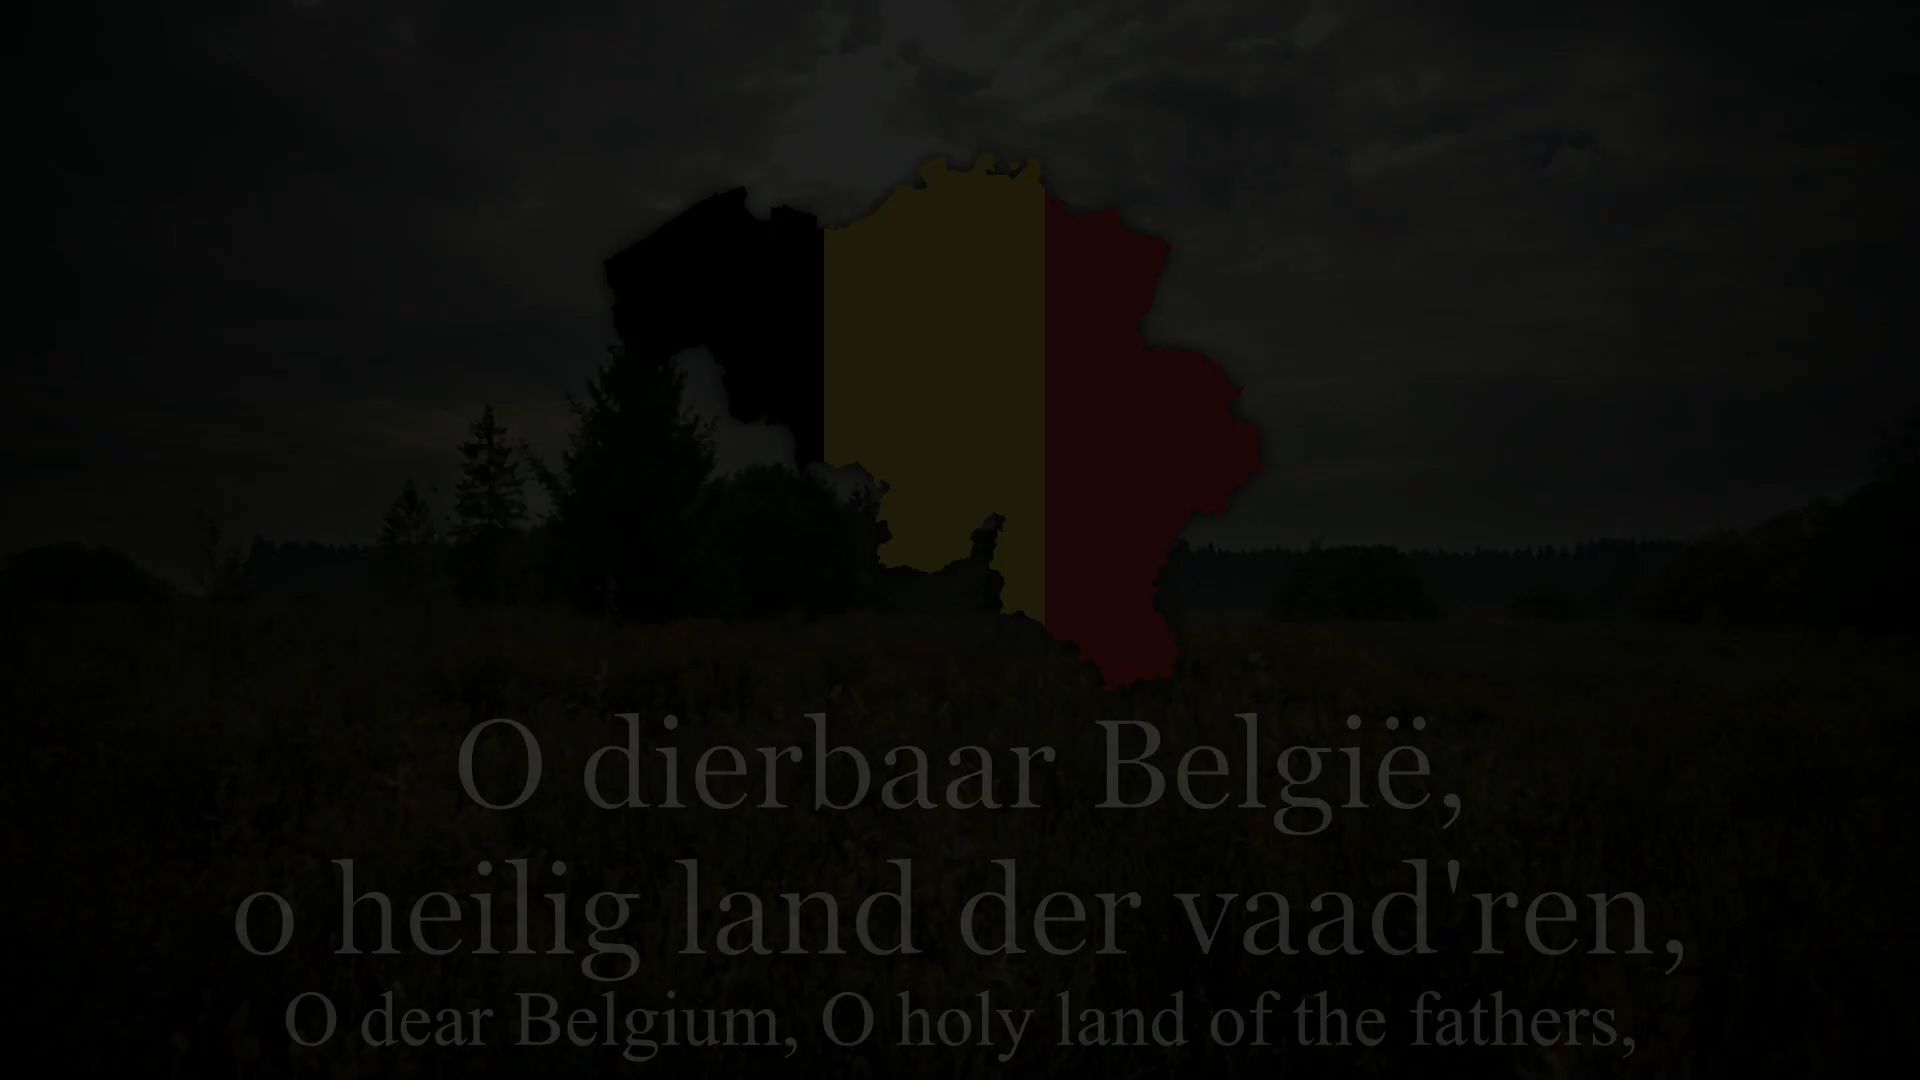 O dierbaar België,
o heilig land der vaad'ren,
O dear Belgium, O holy land of the fathers,